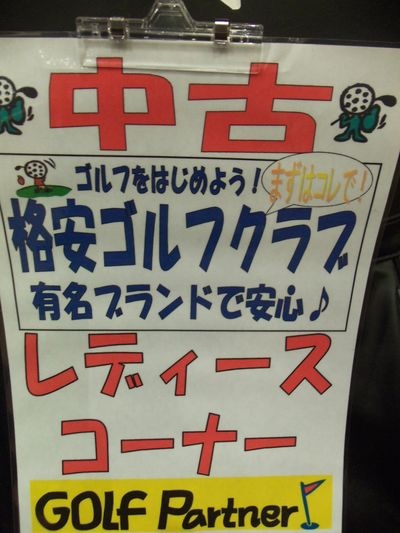 中古
ゴルフをはじめよう!
まずはコレで!
格安ゴルフクラブ
有名ブランドで安心♪
レディース
コーナー
GOLF Partner